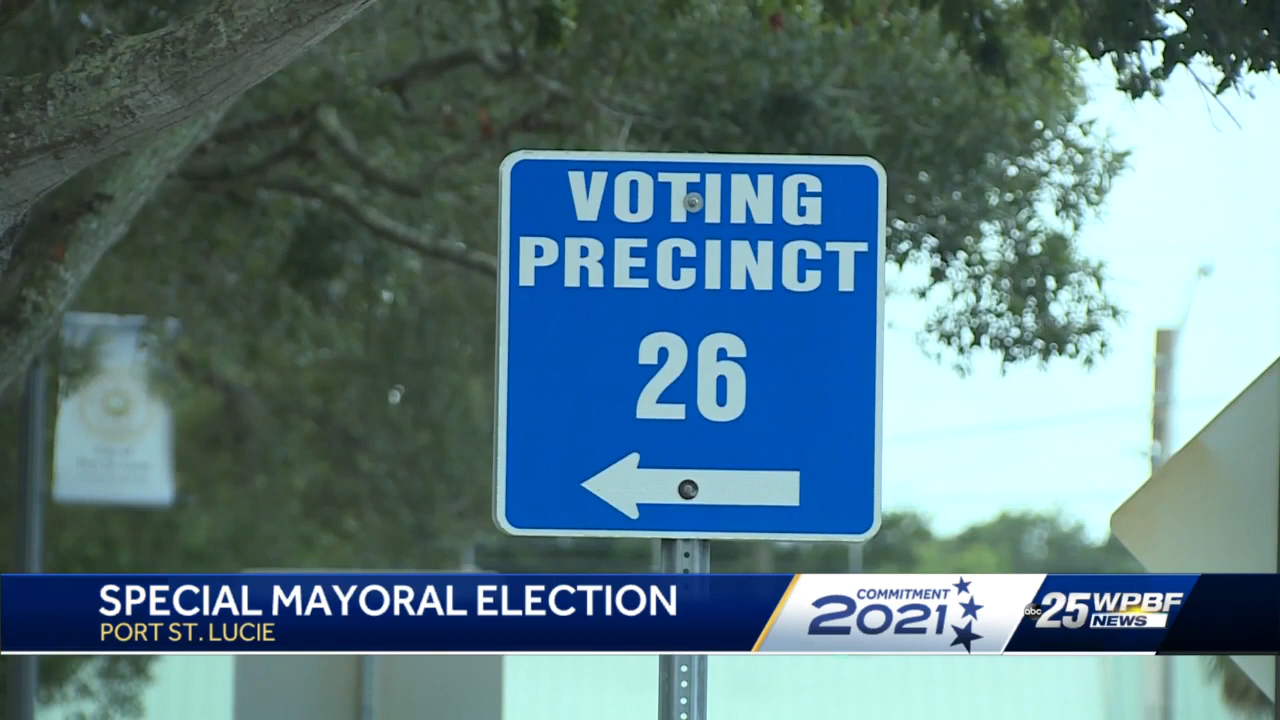 VOTING
PRECINCT
26
SPECIAL MAYORAL ELECTION
PORT ST. LUCIE
COMMITMENT
2021
abc 25 WPBF
NEWS